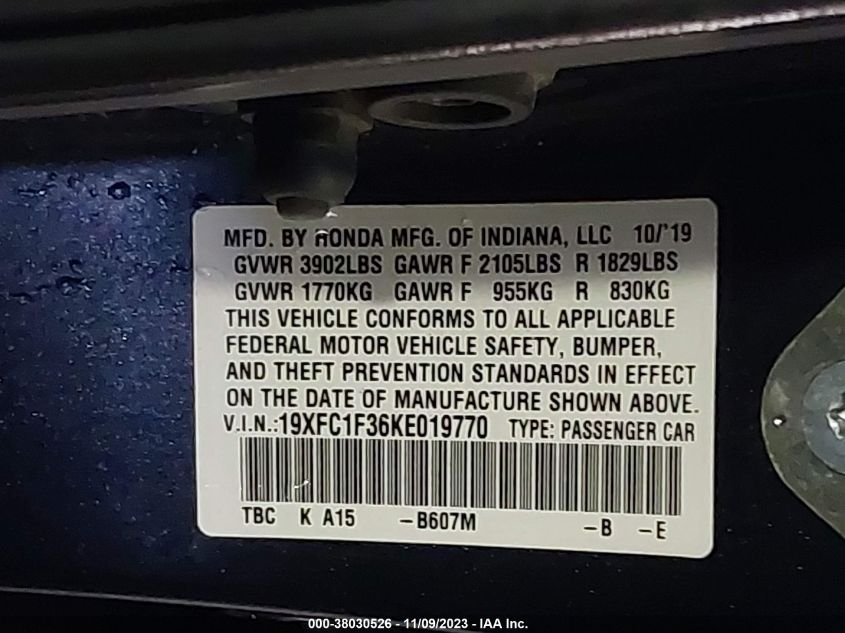 MFD. BY HONDA MFG. OF INDIANA, LLC 10/'19
GVWR 3902LBS GAWR F 2105LBS R 1829LBS
GVWR 1770KG GAWR F 955KG R 830KG
THIS VEHICLE CONFORMS TO ALL APPLICABLE
FEDERAL MOTOR VEHICLE SAFETY, BUMPER,
AND THEFT PREVENTION STANDARDS IN EFFECT
ON THE DATE OF MANUFACTURE SHOWN ABOVE.
V.I.N.:19XFC1F36KE019770 TYPE: PASSENGER CAR
TBC K A15 -B607M -B -E
000-38030526 - 11/09/2023 - IAA Inc.